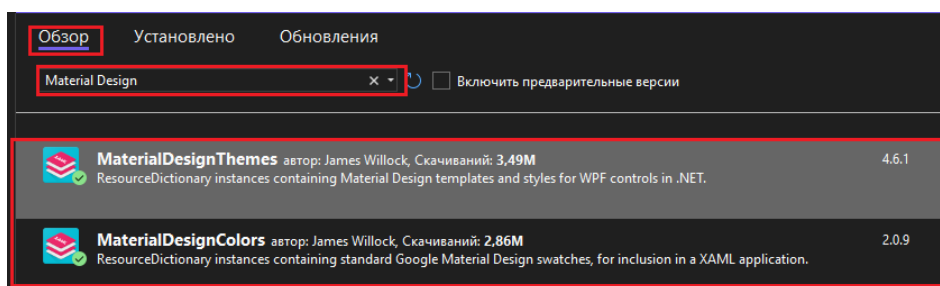 Обзор Установлено Обновления
Material Design Включить предварительные версии
MaterialDesignThemes автор: James Willock, Скачиваний: 3,49M 4.6.1
ResourceDictionary instances containing Material Design templates and styles for WPF controls in .NET.
MaterialDesignColors автор: James Willock, Скачиваний: 2,86M 2.0.9
ResourceDictionary instances containing standard Google Material Design swatches, for inclusion in a XAML application.